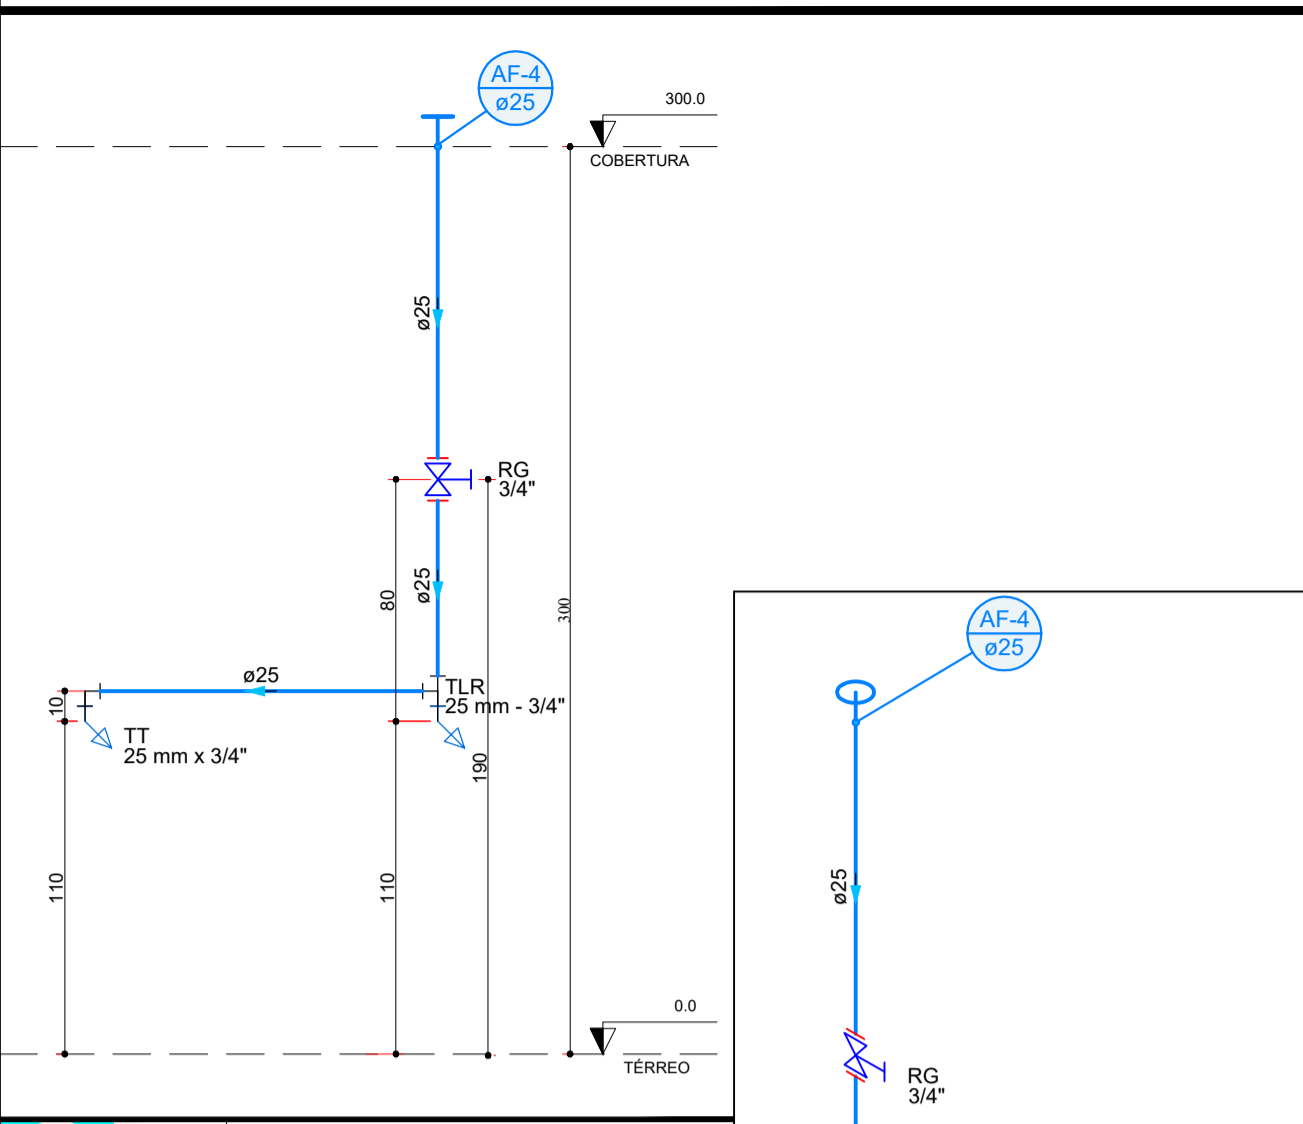 AF-4
ø25
300.0
COBERTURA
ø25
RG
3/4"
80
ø25
300
ø25
TLR
25 mm - 3/4"
10
TT
25 mm x 3/4"
190
110
110
0.0
TÉRREO
AF-4
ø25
ø25
RG
3/4"